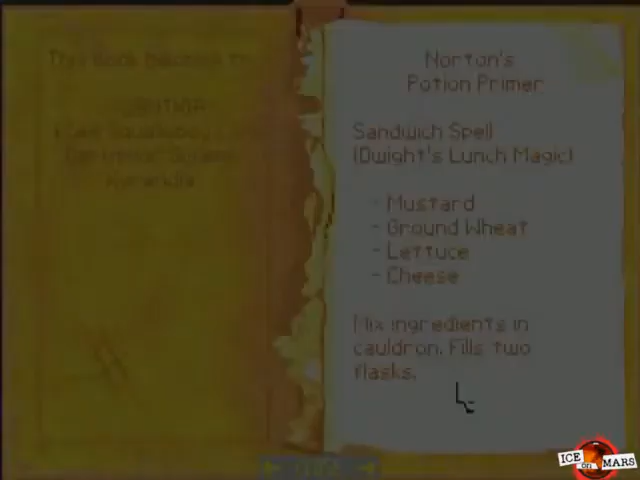 This Book Belongs to
Norton's
Potion Primer
Sandwich Spell
(Dwight's Lunch Magic)
- Mustard
- Ground Wheat
- Lettuce
- Cheese
Mix ingredients in
cauldron. Fills two
flasks.
ICE on MARS